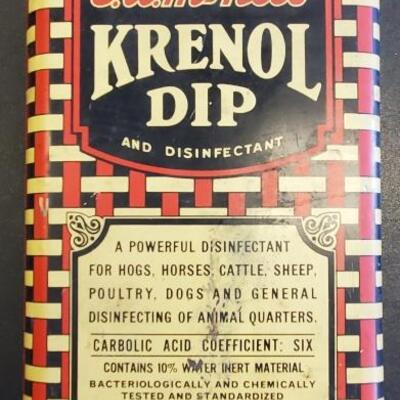 KRENOL
DIP
AND DISINFECTANT
A POWERFUL DISINFECTANT
FOR HOGS, HORSES, CATTLE, SHEEP,
POULTRY, DOGS AND GENERAL
DISINFECTING OF ANIMAL QUARTERS.
CARBOLIC ACID COEFFICIENT: SIX
CONTAINS 10% WATER INERT MATERIAL
BACTERIOLOGICALLY AND CHEMICALLY
TESTED AND STANDARDIZED